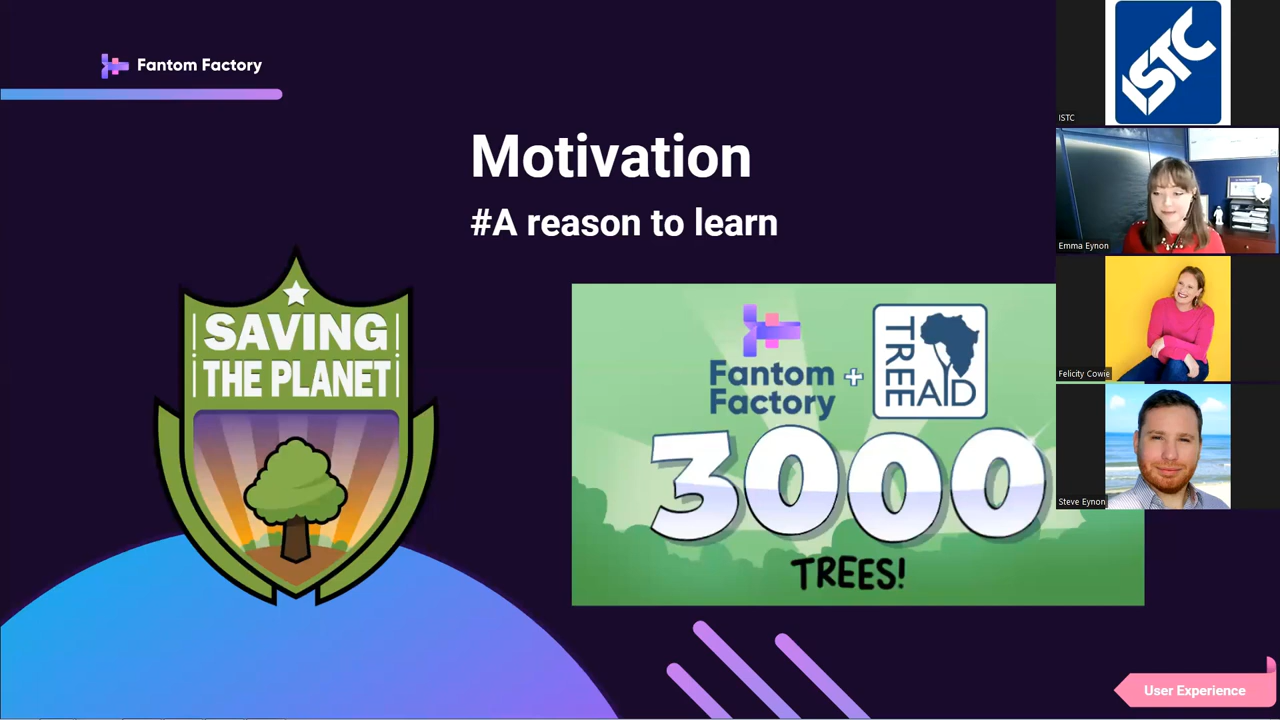 Fantom Factory
Motivation
#A reason to learn
SAVING
THE PLANET
Fantom
Factory
+
TREE
AID
3000
TREES!
User Experience
ISTC
ISTC
Emma Eynon
Felicity Cowie
Steve Eynon